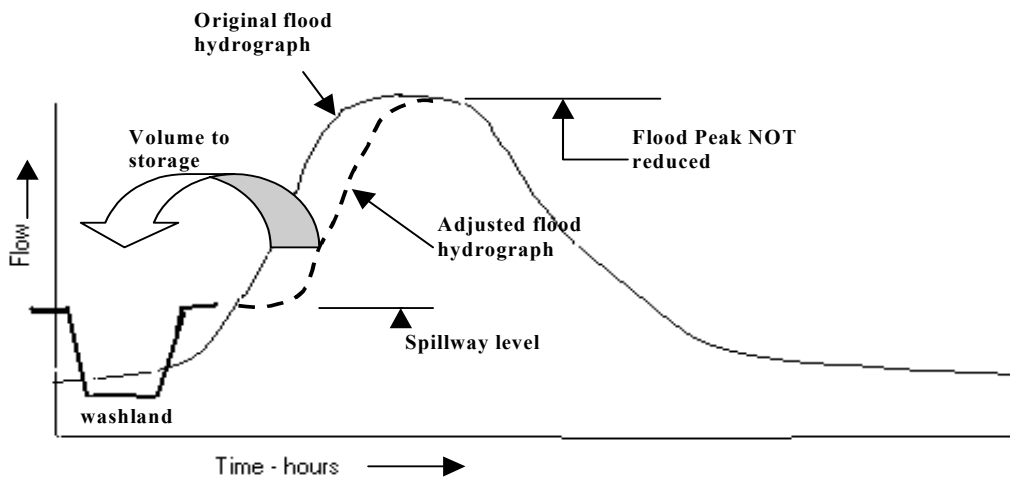 Original flood
hydrograph
Volume to
storage
Flood Peak NOT
reduced
Adjusted flood
hydrograph
Flow
Spillway level
washland
Time - hours